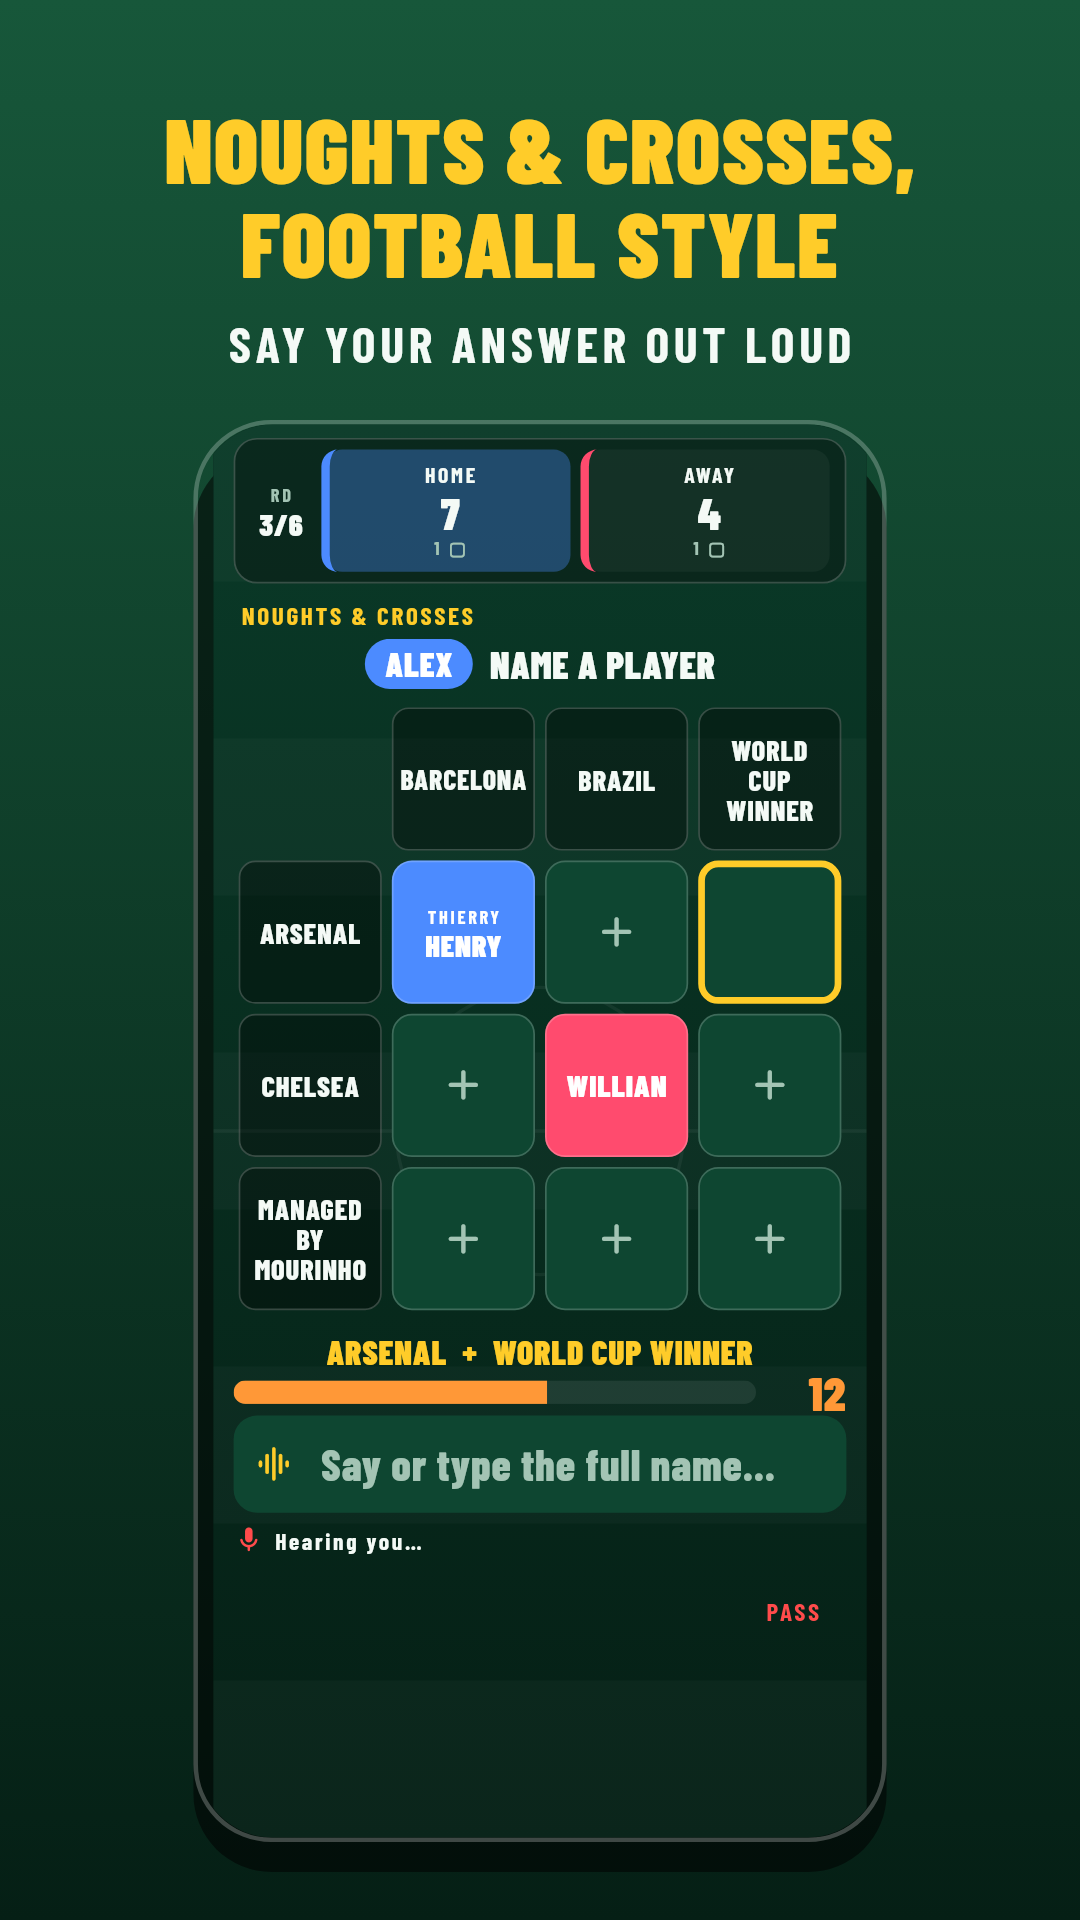 NOUGHTS & CROSSES,
FOOTBALL STYLE
SAY YOUR ANSWER OUT LOUD
RD
3/6
HOME
7
1
AWAY
4
1
NOUGHTS & CROSSES
ALEX NAME A PLAYER
BARCELONA
BRAZIL
WORLD
CUP
WINNER
ARSENAL
THIERRY
HENRY
+
CHELSEA
+
WILLIAN
+
MANAGED
BY
MOURINHO
+
+
+
ARSENAL + WORLD CUP WINNER
12
Say or type the full name...
Hearing you...
PASS